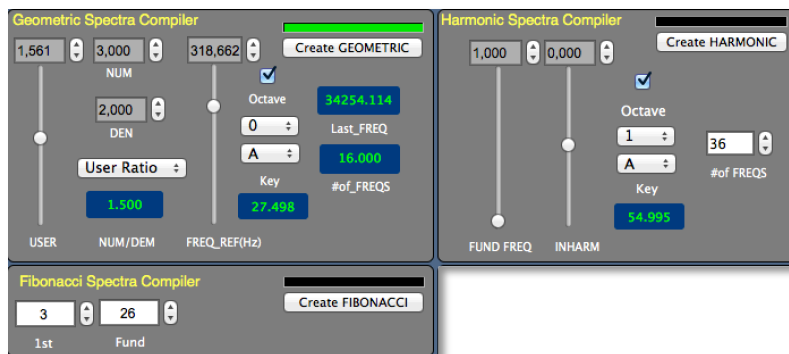 Geometric Spectra Compiler
1,561 3,000 318,662 Create GEOMETRIC
NUM
2,000 Octave 34254.114
DEN 0 Last_FREQ
User Ratio A 16.000
Key #of_FREQS
1.500 27.498
USER NUM/DEM FREQ_REF(Hz)
Harmonic Spectra Compiler
1,000 0,000 Create HARMONIC
Octave
1 36
A #of FREQS
Key
54.995
FUND FREQ INHARM
Fibonacci Spectra Compiler
3 26 Create FIBONACCI
1st Fund